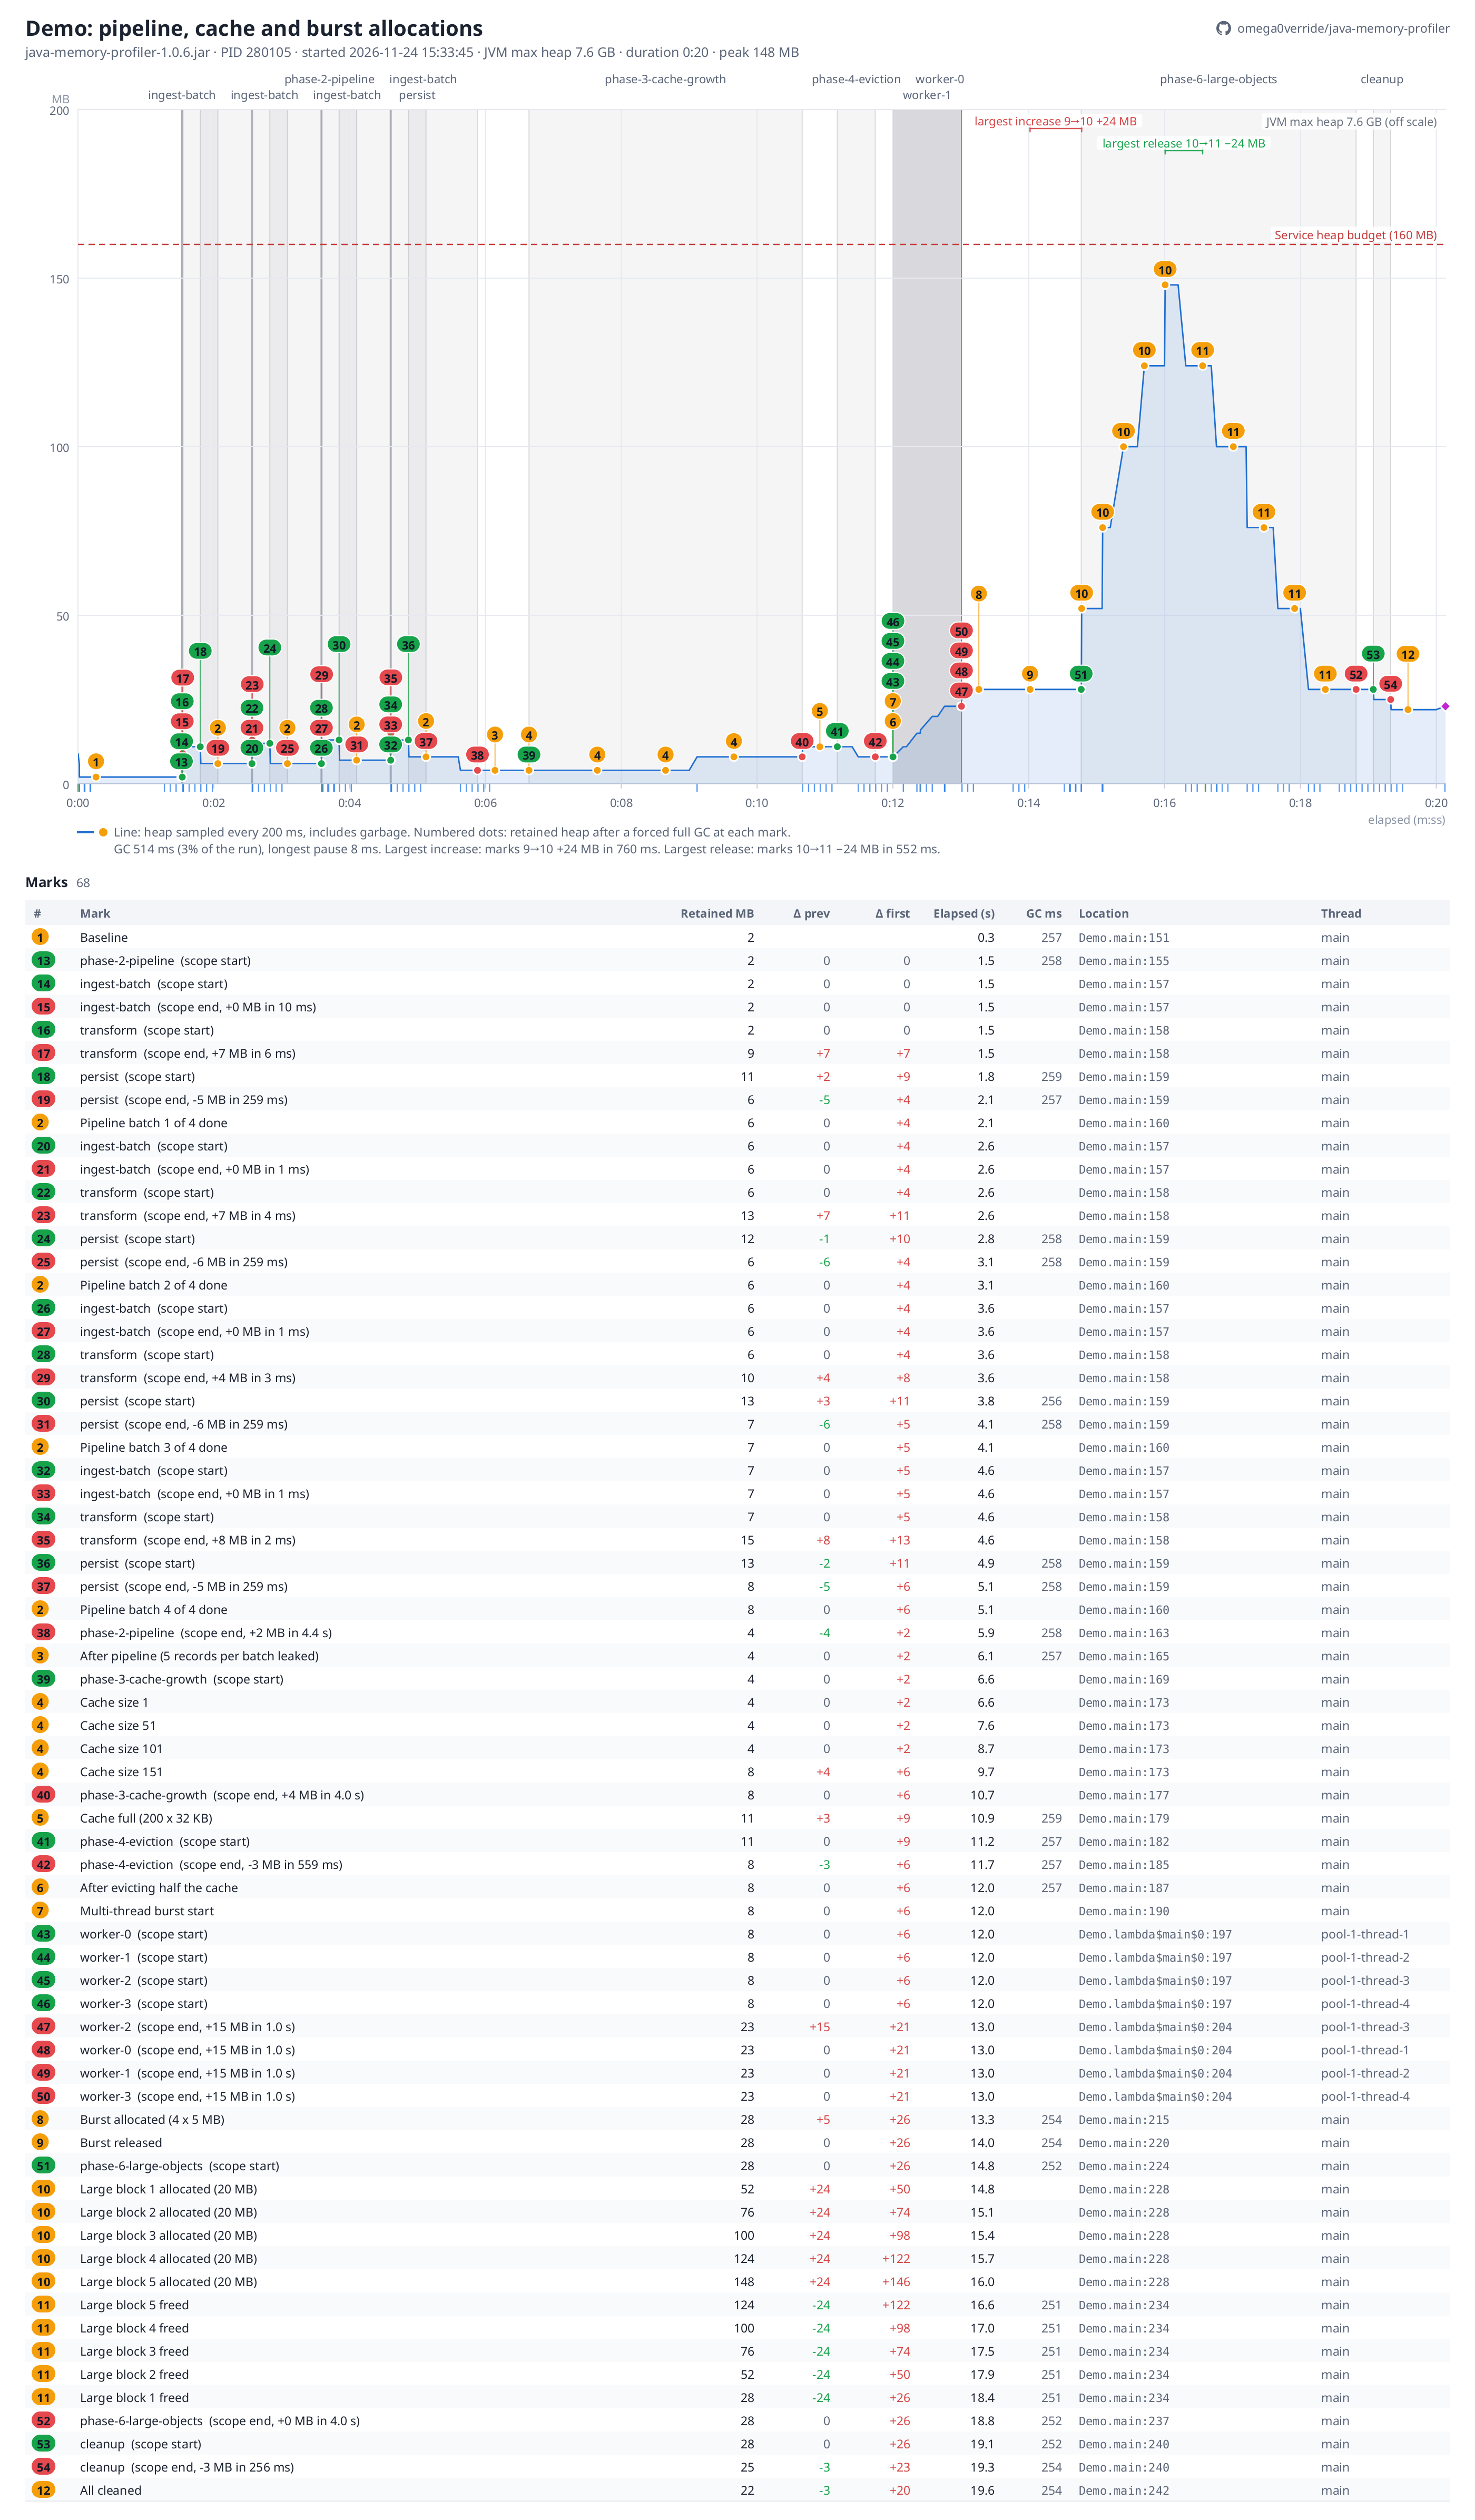 Demo: pipeline, cache and burst allocations
omega0verride/java-memory-profiler
java-memory-profiler-1.0.6.jar · PID 280105 · started 2026-11-24 15:33:45 · JVM max heap 7.6 GB · duration 0:20 · peak 148 MB
phase-2-pipeline ingest-batch phase-3-cache-growth phase-4-eviction worker-0 phase-6-large-objects cleanup
ingest-batch ingest-batch ingest-batch persist worker-1
MB
200
largest increase 9→10 +24 MB
JVM max heap 7.6 GB (off scale)
largest release 10→11 −24 MB
Service heap budget (160 MB)
150
10
10
11
100
10
11
10
11
50
8
10
11
46
45
44
43
7
6
50
49
48
47
18
24
30
36
17
16
15
14
13
23
22
21
20
29
28
27
26
35
34
33
32
2
19
2
25
2
31
2
37
1
38
3
4
39
4
4
4
40
5
41
42
9
51
11
52
53
54
12
0
0:00 0:02 0:04 0:06 0:08 0:10 0:12 0:14 0:16 0:18 0:20
elapsed (m:ss)
Line: heap sampled every 200 ms, includes garbage. Numbered dots: retained heap after a forced full GC at each mark.
GC 514 ms (3% of the run), longest pause 8 ms. Largest increase: marks 9→10 +24 MB in 760 ms. Largest release: marks 10→11 −24 MB in 552 ms.
Marks 68
# Mark Retained MB Δ prev Δ first Elapsed (s) GC ms Location Thread
1 Baseline 2 0.3 257 Demo.main:151 main
13 phase-2-pipeline (scope start) 2 0 0 1.5 258 Demo.main:155 main
14 ingest-batch (scope start) 2 0 0 1.5 Demo.main:157 main
15 ingest-batch (scope end, +0 MB in 10 ms) 2 0 0 1.5 Demo.main:157 main
16 transform (scope start) 2 0 0 1.5 Demo.main:158 main
17 transform (scope end, +7 MB in 6 ms) 9 +7 +7 1.5 Demo.main:158 main
18 persist (scope start) 11 +2 +9 1.8 259 Demo.main:159 main
19 persist (scope end, -5 MB in 259 ms) 6 -5 +4 2.1 257 Demo.main:159 main
2 Pipeline batch 1 of 4 done 6 0 +4 2.1 Demo.main:160 main
20 ingest-batch (scope start) 6 0 +4 2.6 Demo.main:157 main
21 ingest-batch (scope end, +0 MB in 1 ms) 6 0 +4 2.6 Demo.main:157 main
22 transform (scope start) 6 0 +4 2.6 Demo.main:158 main
23 transform (scope end, +7 MB in 4 ms) 13 +7 +11 2.6 Demo.main:158 main
24 persist (scope start) 12 -1 +10 2.8 258 Demo.main:159 main
25 persist (scope end, -6 MB in 259 ms) 6 -6 +4 3.1 258 Demo.main:159 main
2 Pipeline batch 2 of 4 done 6 0 +4 3.1 Demo.main:160 main
26 ingest-batch (scope start) 6 0 +4 3.6 Demo.main:157 main
27 ingest-batch (scope end, +0 MB in 1 ms) 6 0 +4 3.6 Demo.main:157 main
28 transform (scope start) 6 0 +4 3.6 Demo.main:158 main
29 transform (scope end, +4 MB in 3 ms) 10 +4 +8 3.6 Demo.main:158 main
30 persist (scope start) 13 +3 +11 3.8 256 Demo.main:159 main
31 persist (scope end, -6 MB in 259 ms) 7 -6 +5 4.1 258 Demo.main:159 main
2 Pipeline batch 3 of 4 done 7 0 +5 4.1 Demo.main:160 main
32 ingest-batch (scope start) 7 0 +5 4.6 Demo.main:157 main
33 ingest-batch (scope end, +0 MB in 1 ms) 7 0 +5 4.6 Demo.main:157 main
34 transform (scope start) 7 0 +5 4.6 Demo.main:158 main
35 transform (scope end, +8 MB in 2 ms) 15 +8 +13 4.6 Demo.main:158 main
36 persist (scope start) 13 -2 +11 4.9 258 Demo.main:159 main
37 persist (scope end, -5 MB in 259 ms) 8 -5 +6 5.1 258 Demo.main:159 main
2 Pipeline batch 4 of 4 done 8 0 +6 5.1 Demo.main:160 main
38 phase-2-pipeline (scope end, +2 MB in 4.4 s) 4 -4 +2 5.9 258 Demo.main:163 main
3 After pipeline (5 records per batch leaked) 4 0 +2 6.1 257 Demo.main:165 main
39 phase-3-cache-growth (scope start) 4 0 +2 6.6 Demo.main:169 main
4 Cache size 1 4 0 +2 6.6 Demo.main:173 main
4 Cache size 51 4 0 +2 7.6 Demo.main:173 main
4 Cache size 101 4 0 +2 8.7 Demo.main:173 main
4 Cache size 151 8 +4 +6 9.7 Demo.main:173 main
40 phase-3-cache-growth (scope end, +4 MB in 4.0 s) 8 0 +6 10.7 Demo.main:177 main
5 Cache full (200 x 32 KB) 11 +3 +9 10.9 259 Demo.main:179 main
41 phase-4-eviction (scope start) 11 0 +9 11.2 257 Demo.main:182 main
42 phase-4-eviction (scope end, -3 MB in 559 ms) 8 -3 +6 11.7 257 Demo.main:185 main
6 After evicting half the cache 8 0 +6 12.0 257 Demo.main:187 main
7 Multi-thread burst start 8 0 +6 12.0 Demo.main:190 main
43 worker-0 (scope start) 8 0 +6 12.0 Demo.lambda$main$0:197 pool-1-thread-1
44 worker-1 (scope start) 8 0 +6 12.0 Demo.lambda$main$0:197 pool-1-thread-2
45 worker-2 (scope start) 8 0 +6 12.0 Demo.lambda$main$0:197 pool-1-thread-3
46 worker-3 (scope start) 8 0 +6 12.0 Demo.lambda$main$0:197 pool-1-thread-4
47 worker-2 (scope end, +15 MB in 1.0 s) 23 +15 +21 13.0 Demo.lambda$main$0:204 pool-1-thread-3
48 worker-0 (scope end, +15 MB in 1.0 s) 23 0 +21 13.0 Demo.lambda$main$0:204 pool-1-thread-1
49 worker-1 (scope end, +15 MB in 1.0 s) 23 0 +21 13.0 Demo.lambda$main$0:204 pool-1-thread-2
50 worker-3 (scope end, +15 MB in 1.0 s) 23 0 +21 13.0 Demo.lambda$main$0:204 pool-1-thread-4
8 Burst allocated (4 x 5 MB) 28 +5 +26 13.3 254 Demo.main:215 main
9 Burst released 28 0 +26 14.0 254 Demo.main:220 main
51 phase-6-large-objects (scope start) 28 0 +26 14.8 252 Demo.main:224 main
10 Large block 1 allocated (20 MB) 52 +24 +50 14.8 Demo.main:228 main
10 Large block 2 allocated (20 MB) 76 +24 +74 15.1 Demo.main:228 main
10 Large block 3 allocated (20 MB) 100 +24 +98 15.4 Demo.main:228 main
10 Large block 4 allocated (20 MB) 124 +24 +122 15.7 Demo.main:228 main
10 Large block 5 allocated (20 MB) 148 +24 +146 16.0 Demo.main:228 main
11 Large block 5 freed 124 -24 +122 16.6 251 Demo.main:234 main
11 Large block 4 freed 100 -24 +98 17.0 251 Demo.main:234 main
11 Large block 3 freed 76 -24 +74 17.5 251 Demo.main:234 main
11 Large block 2 freed 52 -24 +50 17.9 251 Demo.main:234 main
11 Large block 1 freed 28 -24 +26 18.4 251 Demo.main:234 main
52 phase-6-large-objects (scope end, +0 MB in 4.0 s) 28 0 +26 18.8 252 Demo.main:237 main
53 cleanup (scope start) 28 0 +26 19.1 252 Demo.main:240 main
54 cleanup (scope end, -3 MB in 256 ms) 25 -3 +23 19.3 254 Demo.main:240 main
12 All cleaned 22 -3 +20 19.6 254 Demo.main:242 main